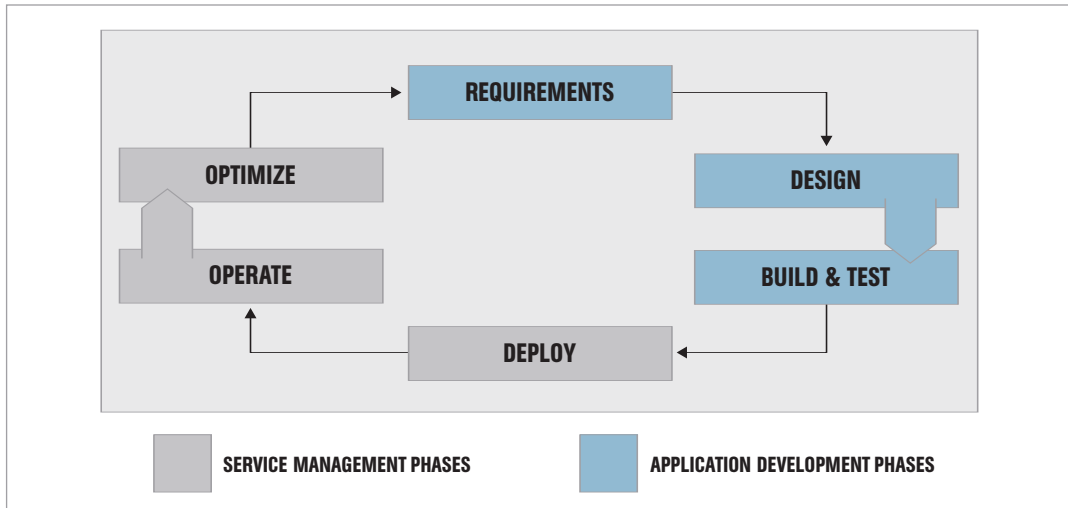 REQUIREMENTS
OPTIMIZE
DESIGN
OPERATE
BUILD & TEST
DEPLOY
SERVICE MANAGEMENT PHASES
APPLICATION DEVELOPMENT PHASES